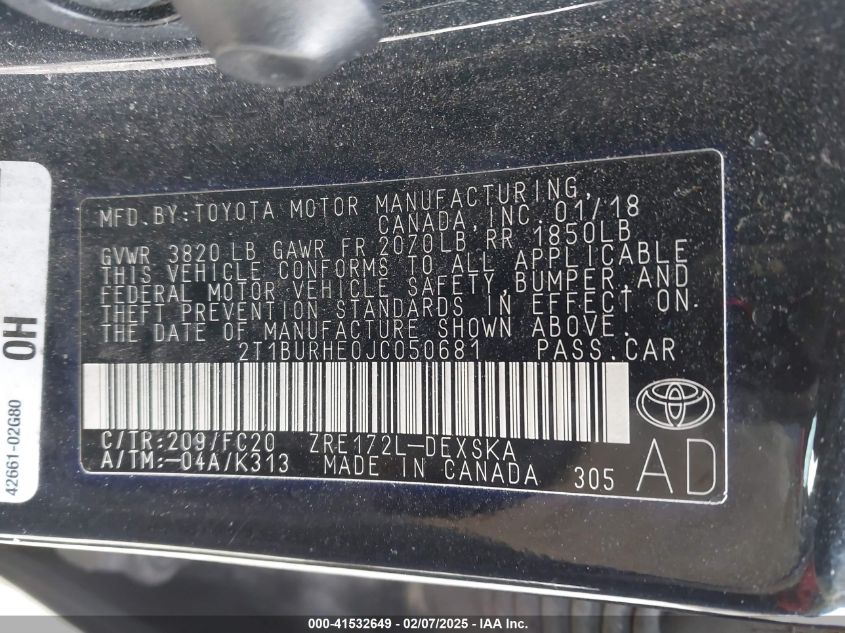 MFD. BY: TOYOTA MOTOR MANUFACTURING,
CANADA, INC. 01/18
GVWR 3820 LB GAWR FR 2070LB RR 1850LB
THIS VEHICLE CONFORMS TO ALL APPLICABLE
FEDERAL MOTOR VEHICLE SAFETY, BUMPER, AND
THEFT PREVENTION STANDARDS IN EFFECT ON
THE DATE OF MANUFACTURE SHOWN ABOVE.
2T1BURHE0JC050681 PASS.CAR
C/TR: 209/FC20 ZRE172L-DEXSKA
A/TM:-04A/K313 MADE IN CANADA 305
AD
0H
42661-02G80
000-41532649 — 02/07/2025 — © IAA Inc.